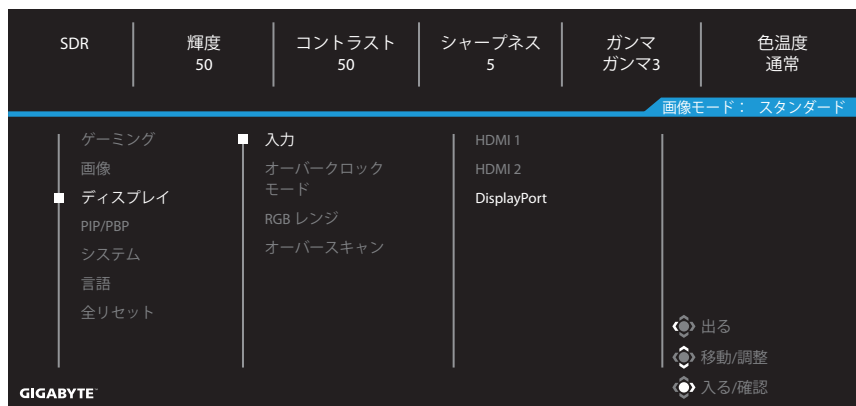 SDR
輝度
50
コントラスト
50
シャープネス
5
ガンマ
ガンマ3
色温度
通常
画像モード： スタンダード
ゲーミング
画像
ディスプレイ
PIP/PBP
システム
言語
全リセット
入力
オーバークロック
モード
RGB レンジ
オーバースキャン
HDMI 1
HDMI 2
DisplayPort
出る
移動/調整
入る/確認
GIGABYTE™